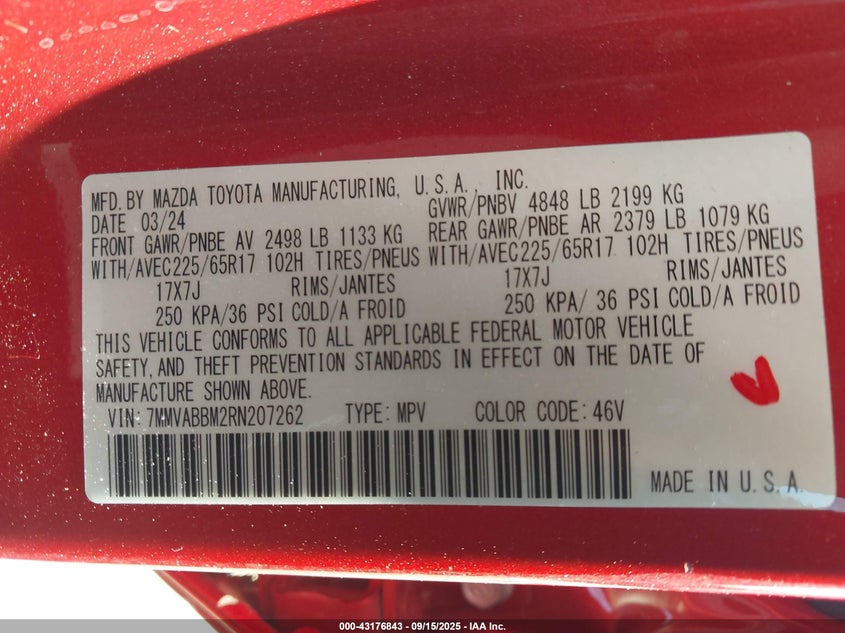 MFD. BY MAZDA TOYOTA MANUFACTURING, U.S.A., INC.
DATE 03/24 GVWR/PNBV 4848 LB 2199 KG
FRONT GAWR/PNBE AV 2498 LB 1133 KG REAR GAWR/PNBE AR 2379 LB 1079 KG
WITH/AVEC225/65R17 102H TIRES/PNEUS WITH/AVEC225/65R17 102H TIRES/PNEUS
17X7J RIMS/JANTES 17X7J RIMS/JANTES
250 KPA/36 PSI COLD/A FROID 250 KPA/ 36 PSI COLD/A FROID
THIS VEHICLE CONFORMS TO ALL APPLICABLE FEDERAL MOTOR VEHICLE
SAFETY, AND THEFT PREVENTION STANDARDS IN EFFECT ON THE DATE OF
MANUFACTURE SHOWN ABOVE.
VIN: 7MMVABBM2RN207262 TYPE: MPV COLOR CODE: 46V
MADE IN U.S.A.
000-43176843 - 09/15/2025 - IAA Inc.